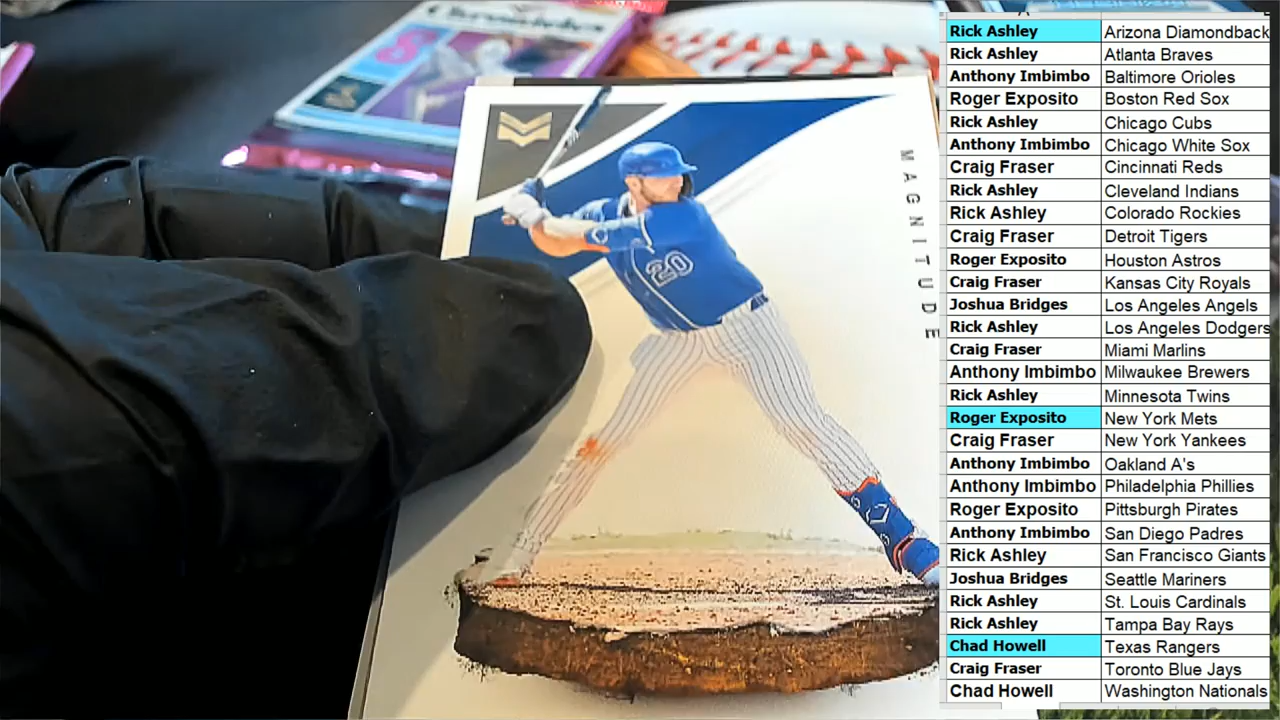 Chronicles
MAGNITUDE
20
Rick Ashley Arizona Diamondback
Rick Ashley Atlanta Braves
Anthony Imbimbo Baltimore Orioles
Roger Exposito Boston Red Sox
Rick Ashley Chicago Cubs
Anthony Imbimbo Chicago White Sox
Craig Fraser Cincinnati Reds
Rick Ashley Cleveland Indians
Rick Ashley Colorado Rockies
Craig Fraser Detroit Tigers
Roger Exposito Houston Astros
Craig Fraser Kansas City Royals
Joshua Bridges Los Angeles Angels
Rick Ashley Los Angeles Dodgers
Craig Fraser Miami Marlins
Anthony Imbimbo Milwaukee Brewers
Rick Ashley Minnesota Twins
Roger Exposito New York Mets
Craig Fraser New York Yankees
Anthony Imbimbo Oakland A's
Anthony Imbimbo Philadelphia Phillies
Roger Exposito Pittsburgh Pirates
Anthony Imbimbo San Diego Padres
Rick Ashley San Francisco Giants
Joshua Bridges Seattle Mariners
Rick Ashley St. Louis Cardinals
Rick Ashley Tampa Bay Rays
Chad Howell Texas Rangers
Craig Fraser Toronto Blue Jays
Chad Howell Washington Nationals